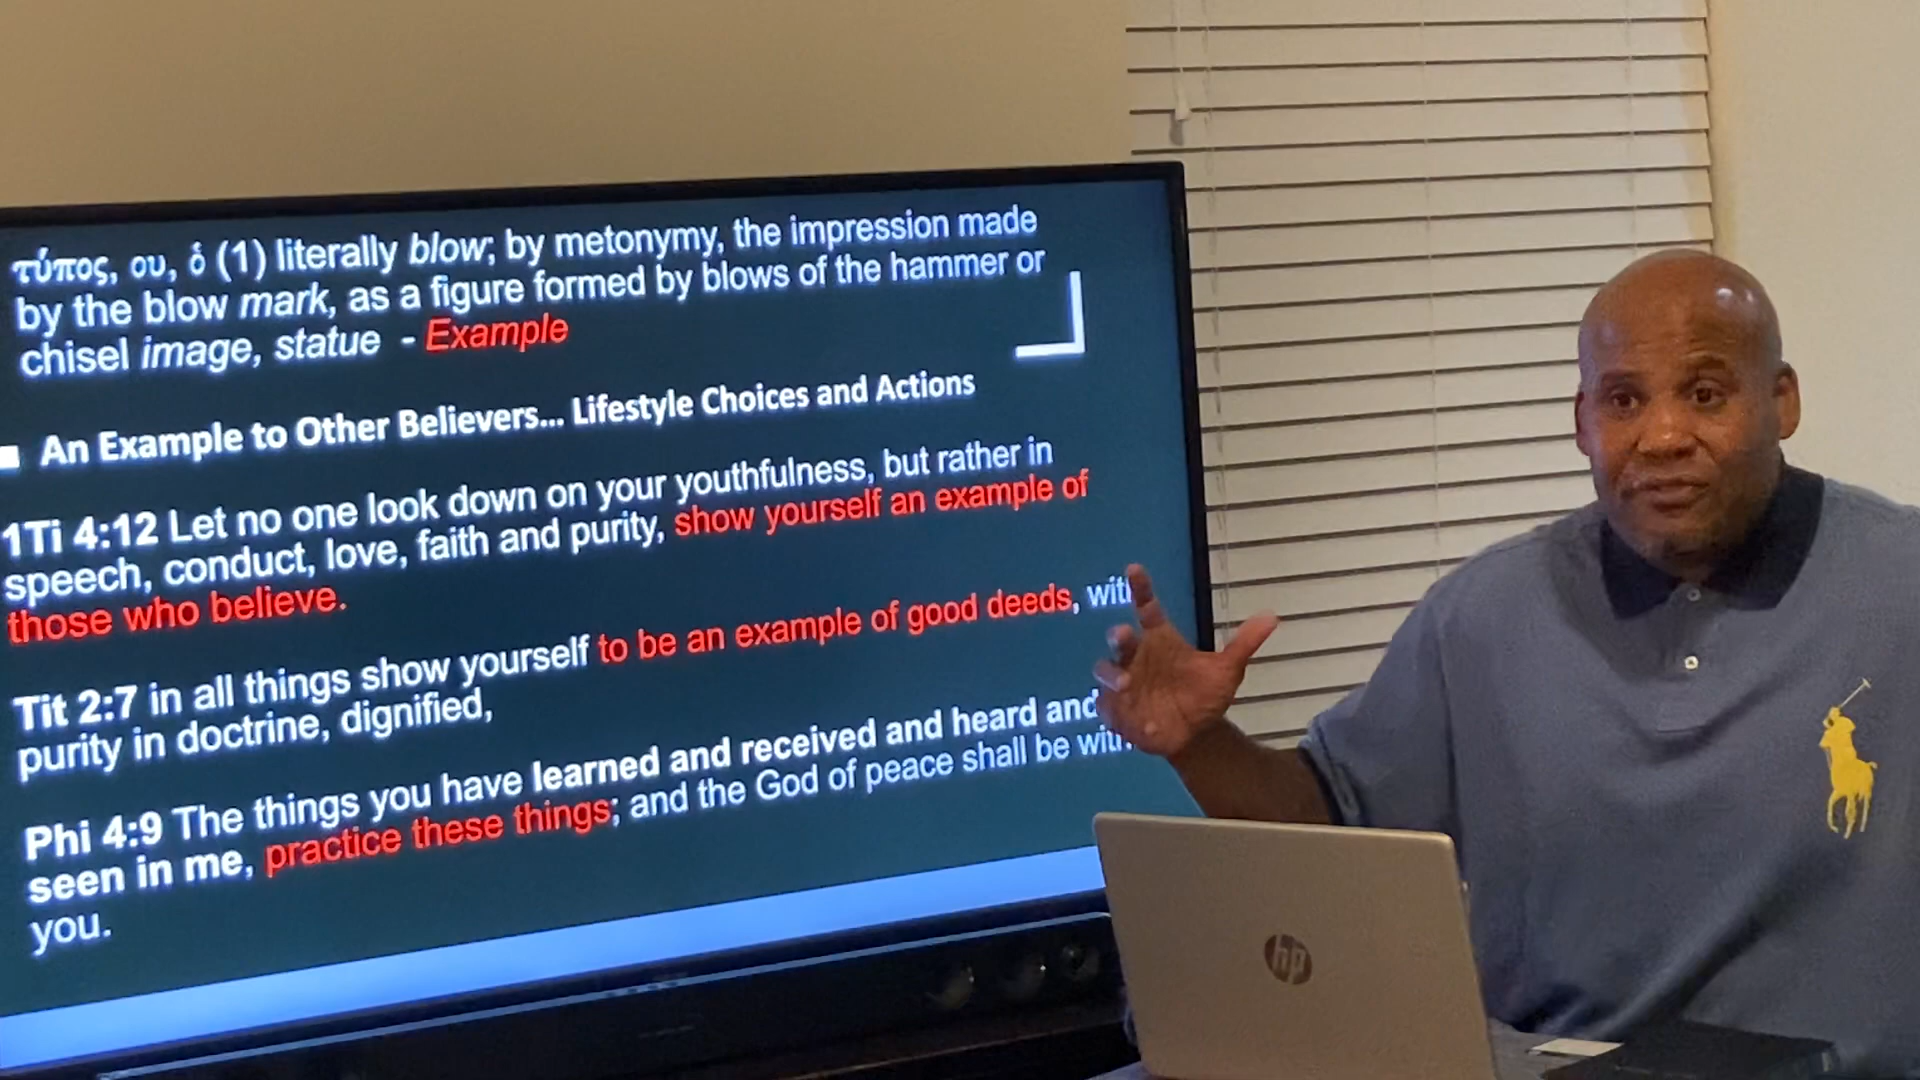 τύπος, ου, ὁ (1) literally blow; by metonymy, the impression made
by the blow mark, as a figure formed by blows of the hammer or
chisel image, statue - Example
An Example to Other Believers... Lifestyle Choices and Actions
1Ti 4:12 Let no one look down on your youthfulness, but rather in
speech, conduct, love, faith and purity, show yourself an example of
those who believe.
Tit 2:7 in all things show yourself to be an example of good deeds, with
purity in doctrine, dignified,
Phi 4:9 The things you have learned and received and heard and
seen in me, practice these things; and the God of peace shall be with
you.
hp